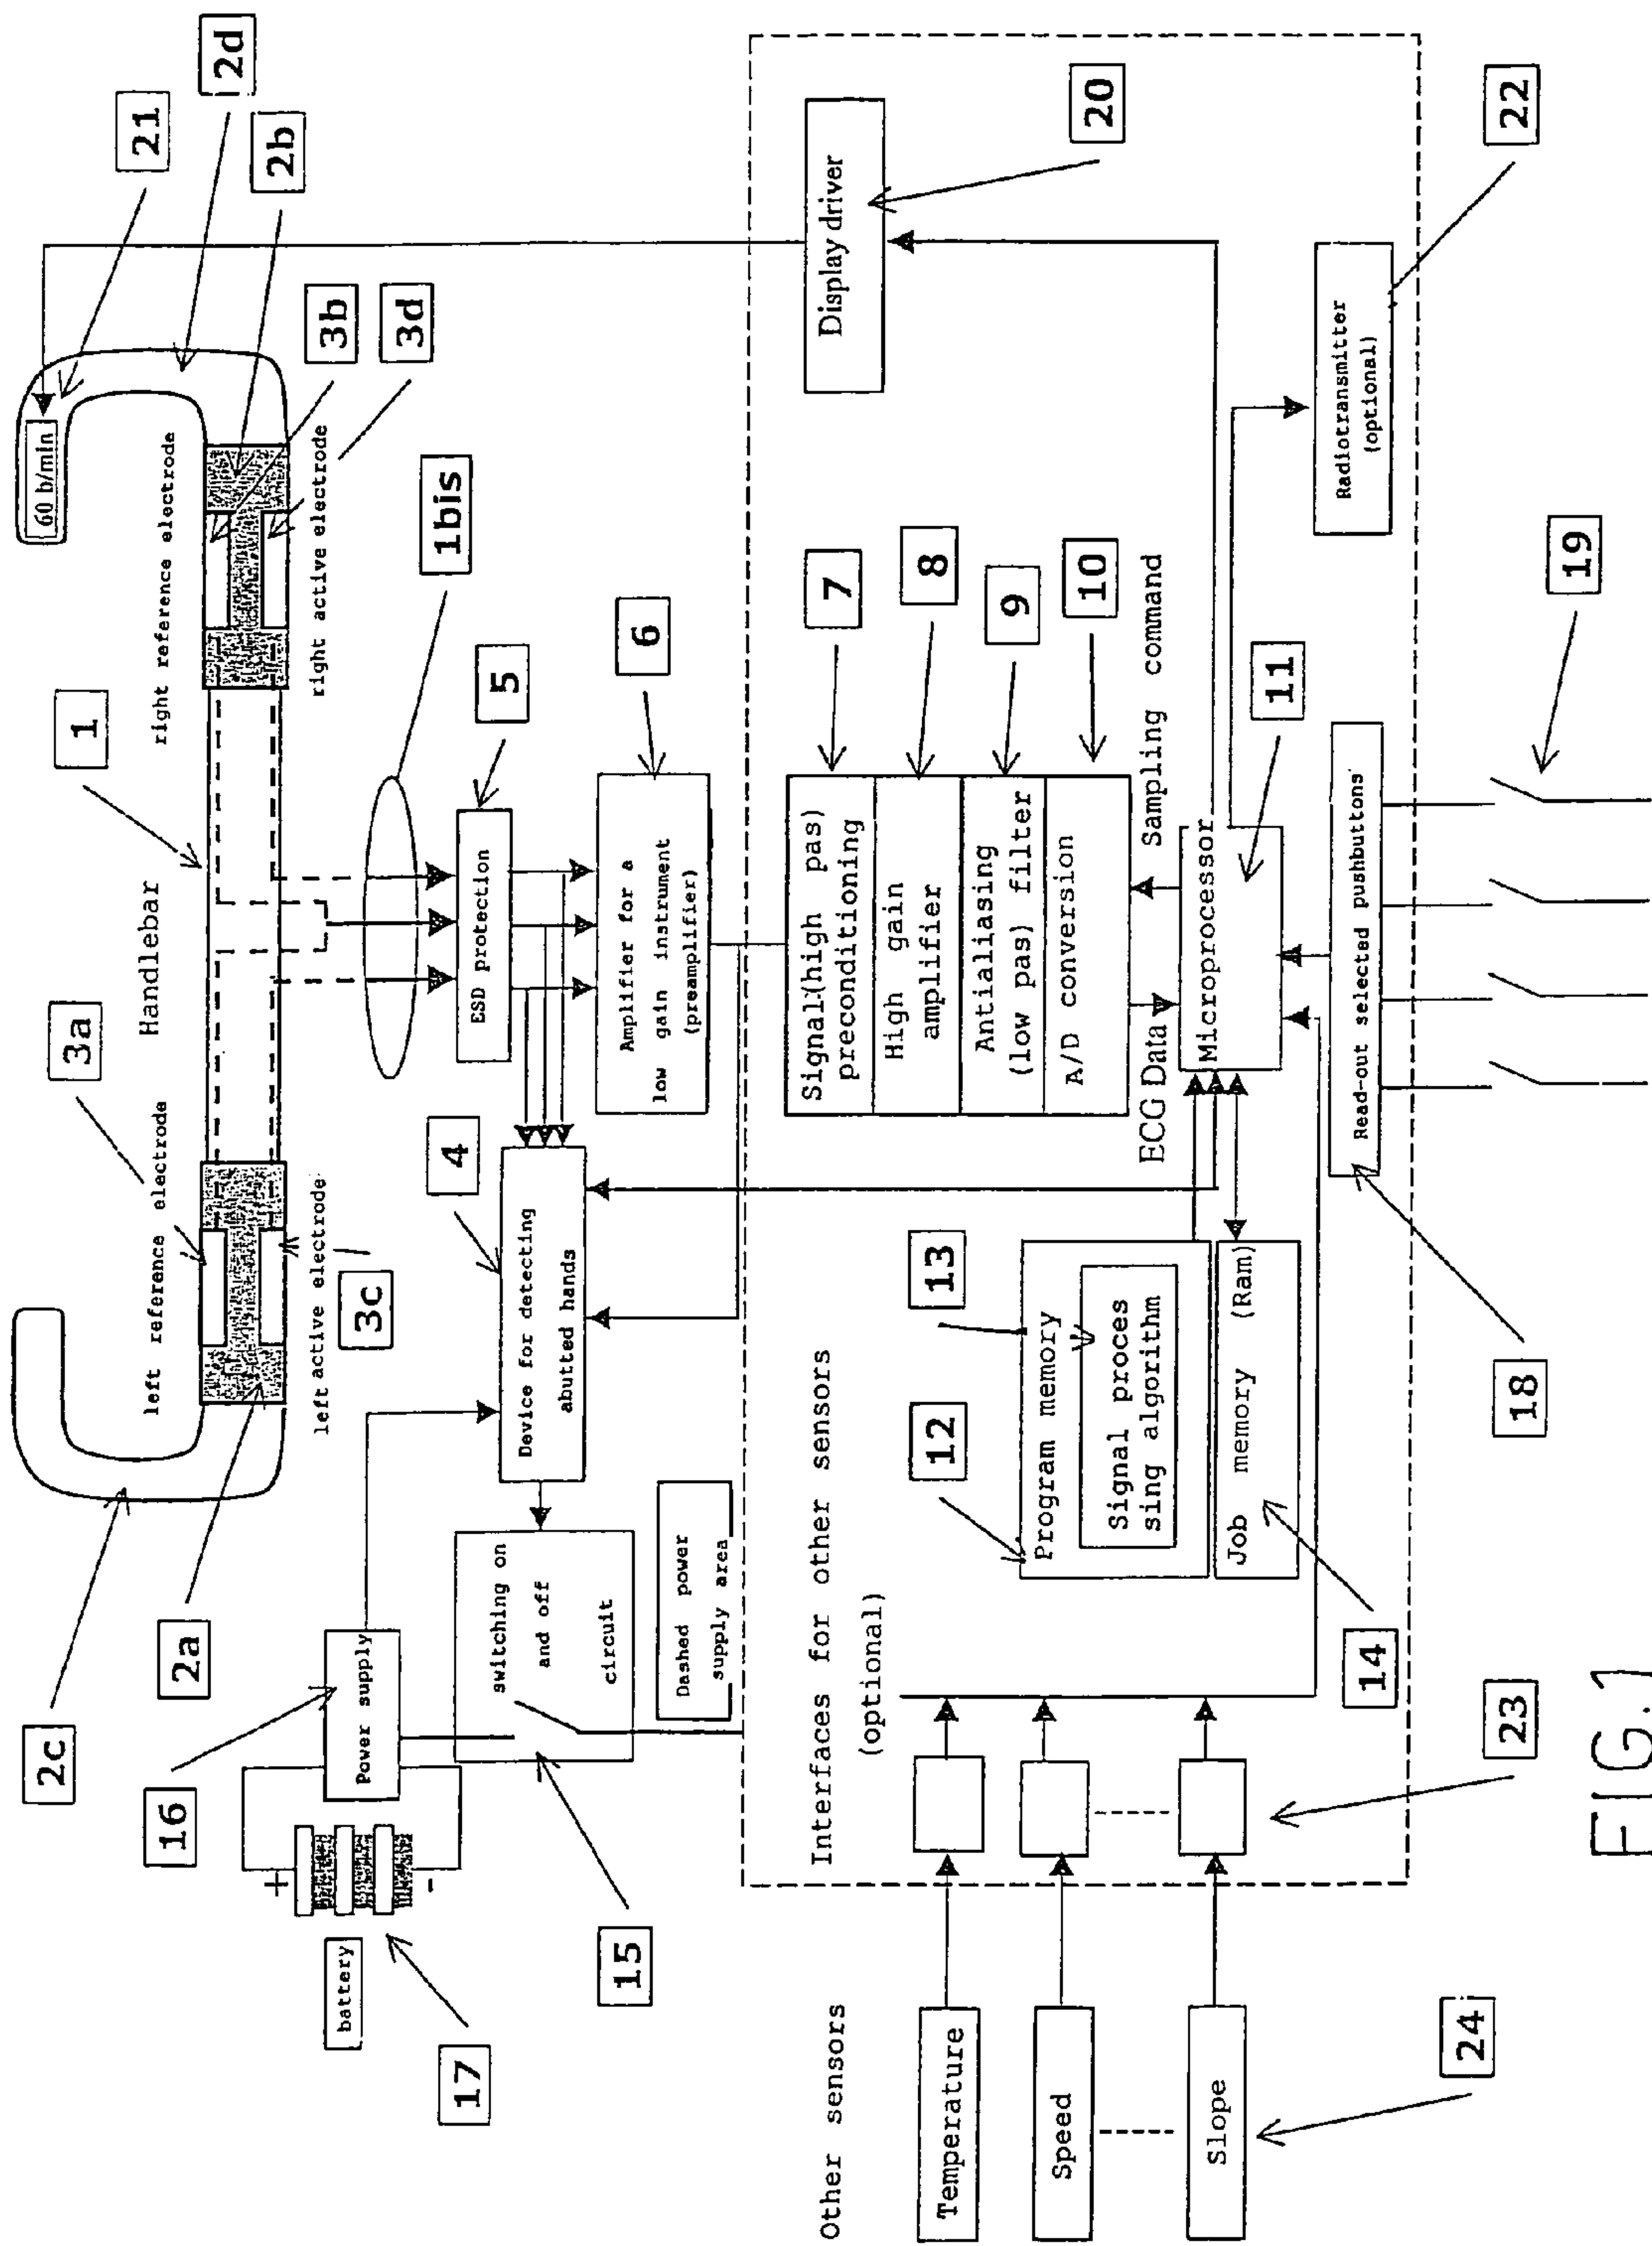 2c
2a
3a
1
2d
21
2b
3b
3d
60 b/min
left reference electrode
Handlebar
right reference electrode
left active electrode
3c
right active electrode
1bis
16
17
battery
+
-
Power supply
4
5
ESD protection
Device for detecting
abutted hands
6
Amplifier for a
low gain instrument
(preamplifier)
switching on
and off
circuit
15
Dashed power
supply area
Other sensors
Interfaces for other sensors
(optional)
Temperature
Speed
Slope
24
23
12
13
Program memory
Signal proces
sing algorithm
Job memory (Ram)
14
Signal:(high pas)
preconditioning
High gain
amplifier
Antialiasing
(low pas) filter
A/D conversion
7
8
9
10
ECG Data
Sampling command
Microprocessor
11
Display driver
20
Radiotransmitter
(optional)
22
Read-out selected pushbuttons
18
19
FIG.1